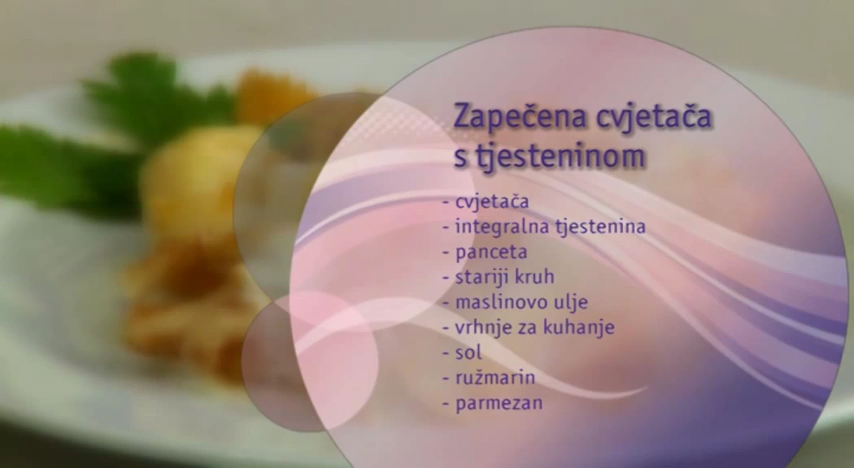 Zapečena cvjetača
s tjesteninom
- cvjetača
- integralna tjestenina
- panceta
- stariji kruh
- maslinovo ulje
- vrhnje za kuhanje
- sol
- ružmarin
- parmezan